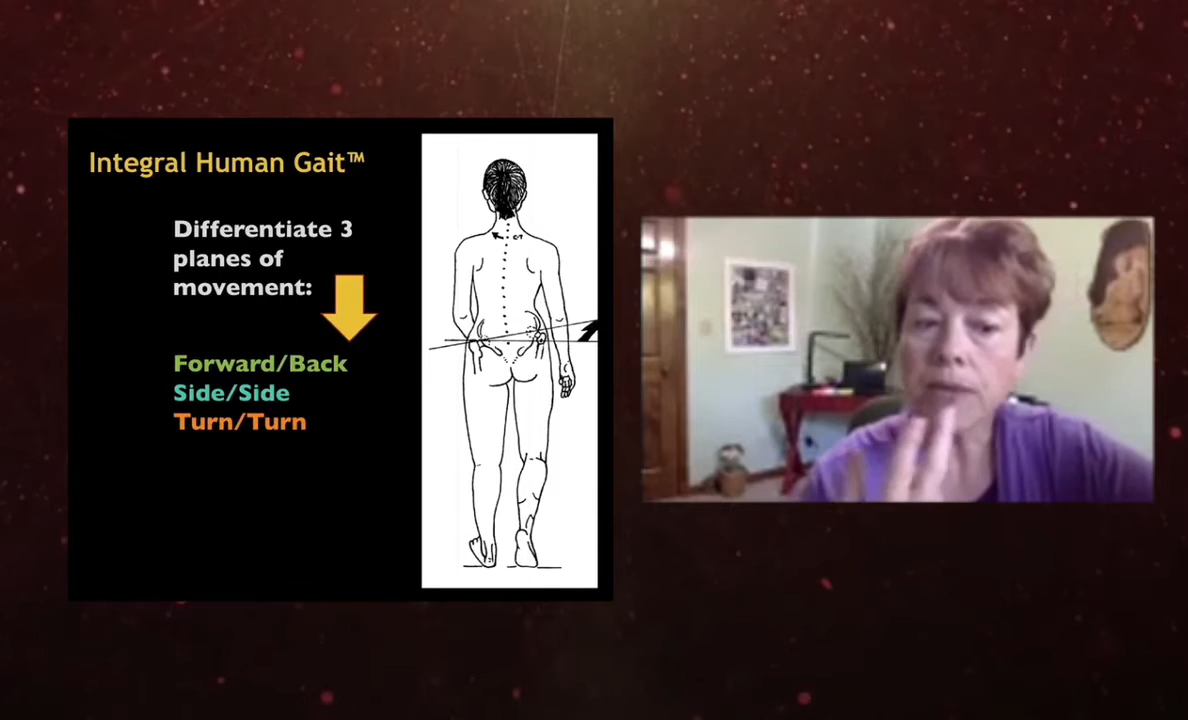 Integral Human Gait™
Differentiate 3
planes of
movement:
Forward/Back
Side/Side
Turn/Turn